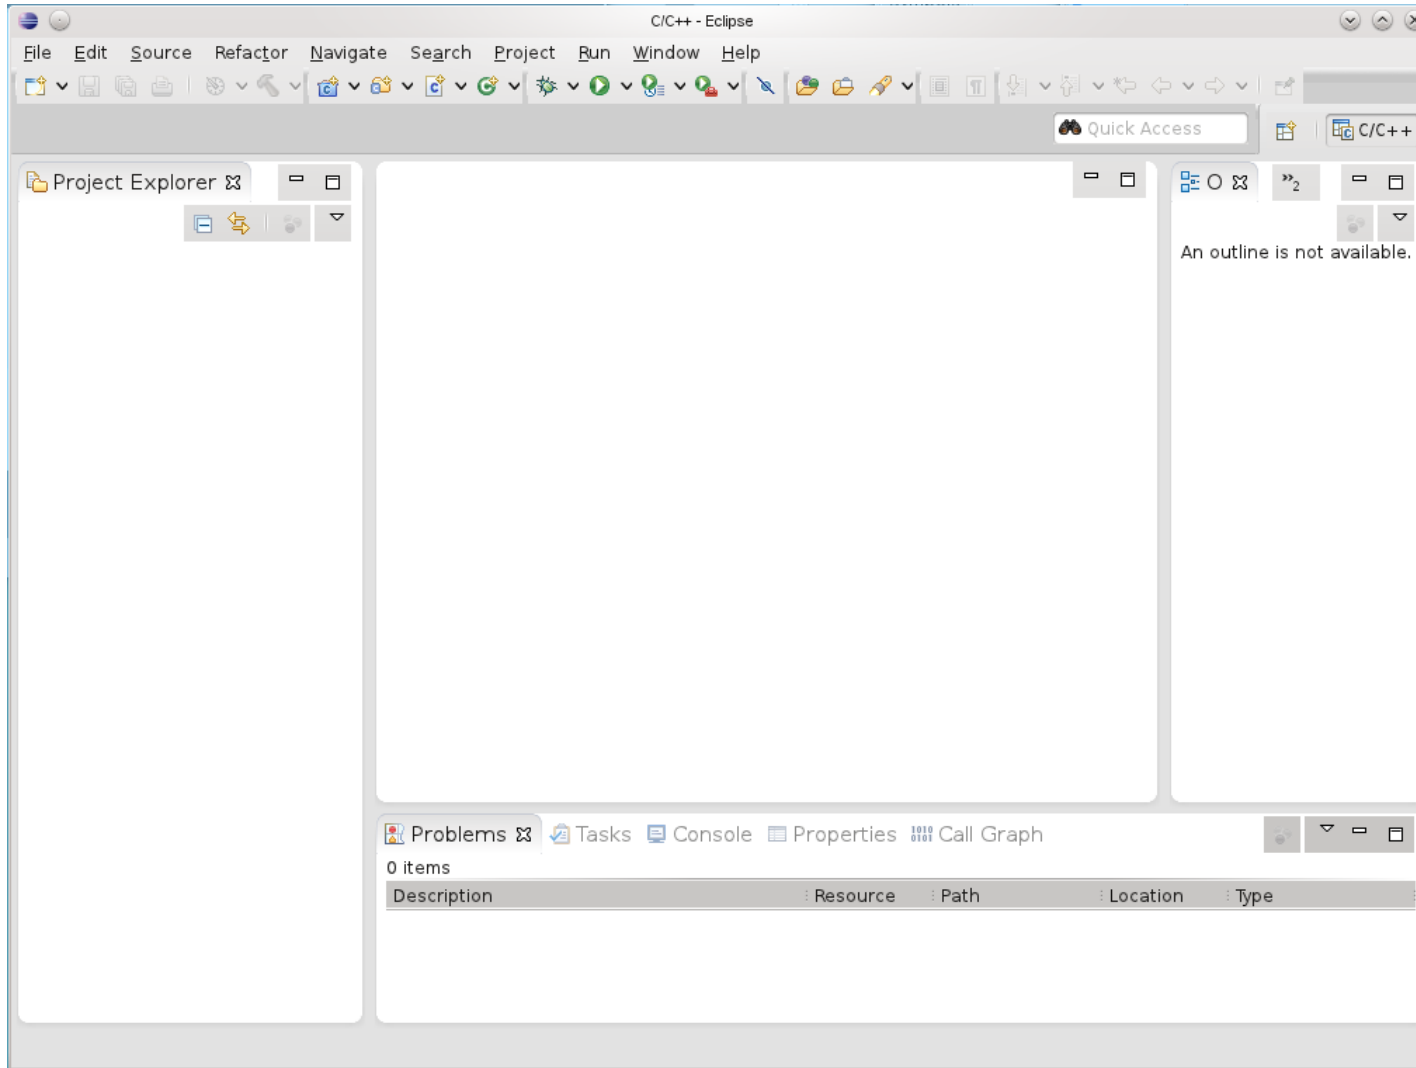 C/C++ - Eclipse
File Edit Source Refactor Navigate Search Project Run Window Help
Quick Access
C/C++
Project Explorer
O
»2
An outline is not available.
Problems Tasks Console Properties Call Graph
0 items
Description Resource Path Location Type